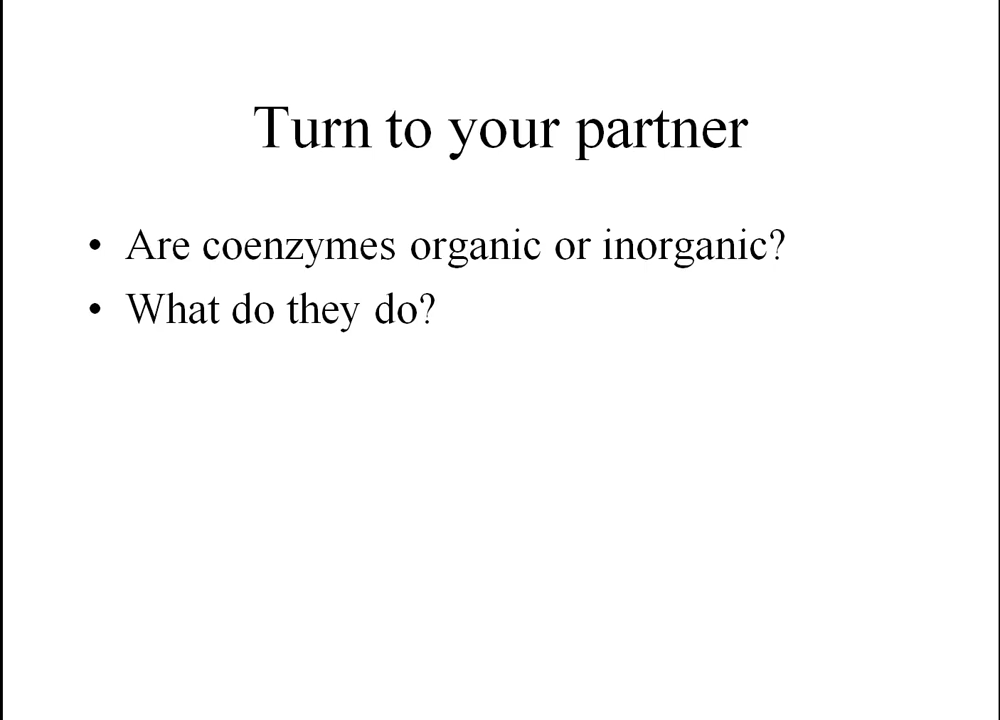 Turn to your partner
• Are coenzymes organic or inorganic?
• What do they do?